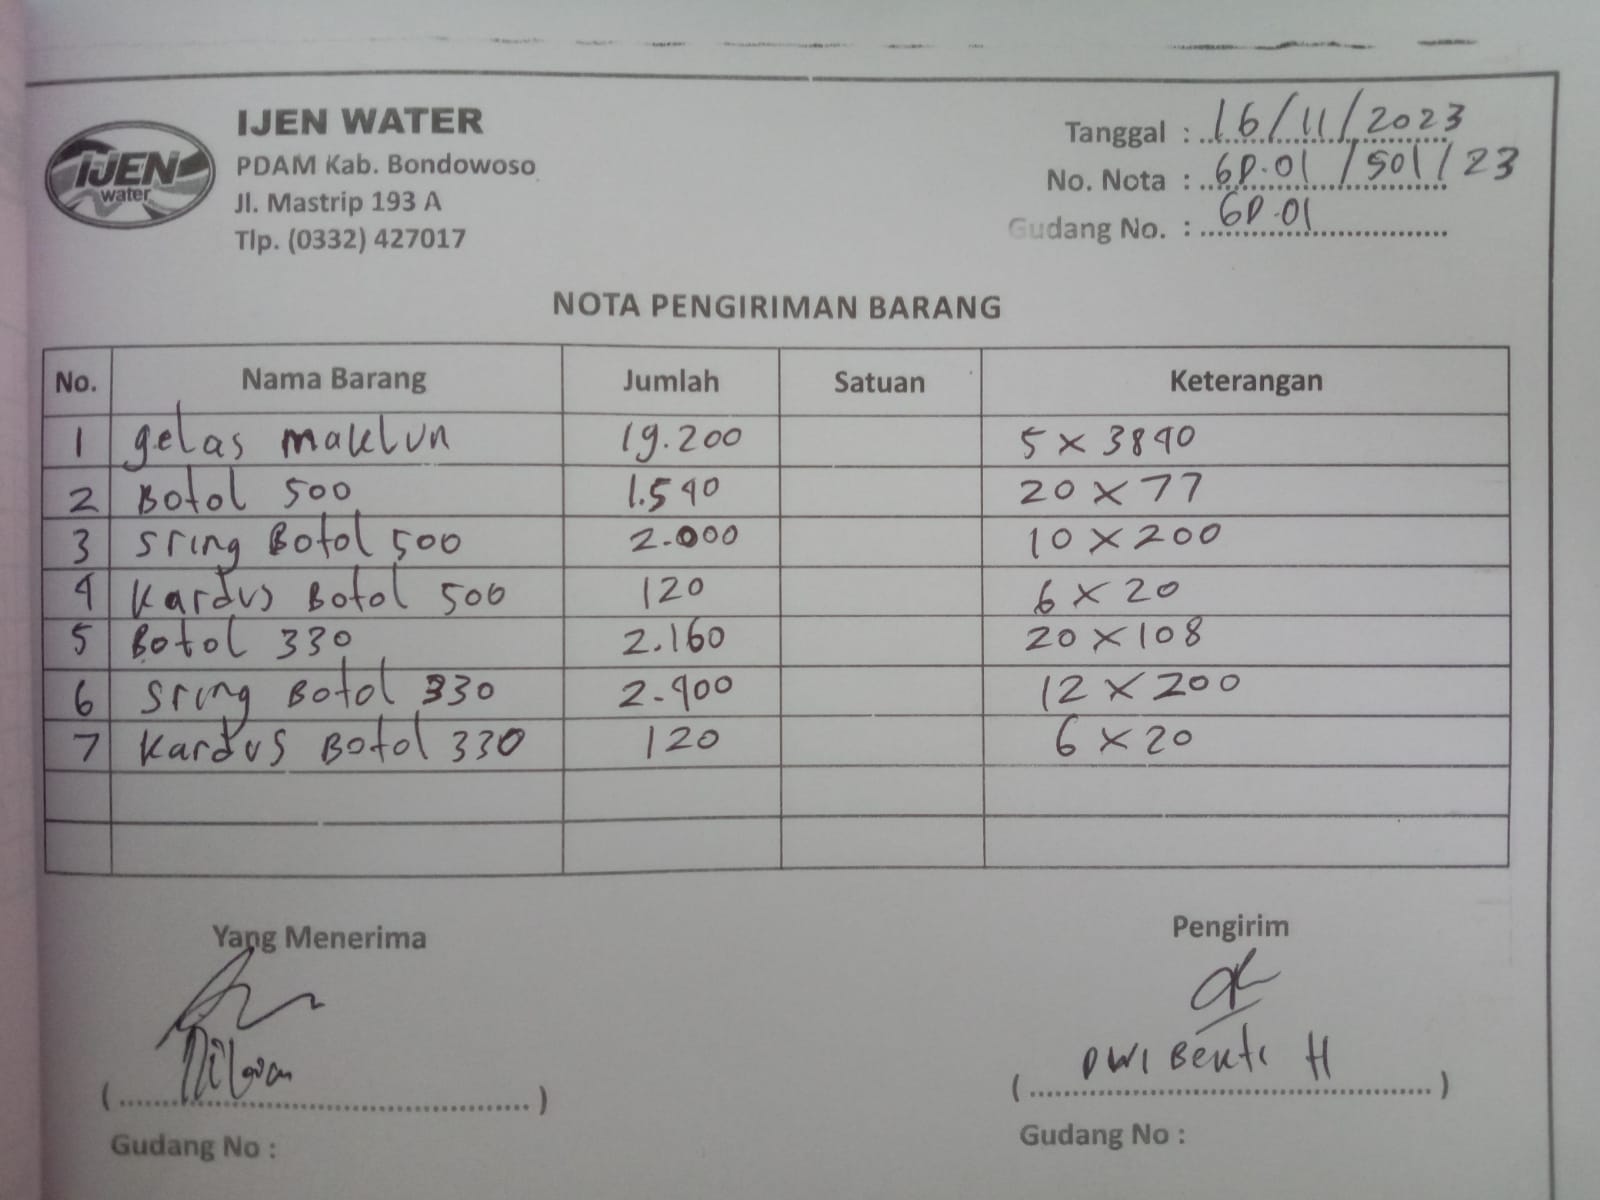 IJEN
water
IJEN WATER
PDAM Kab. Bondowoso
Jl. Mastrip 193 A
Tlp. (0332) 427017
Tanggal : 16/11/2023
No. Nota : GD.01/501/23
Gudang No. : GD.01
NOTA PENGIRIMAN BARANG
No. Nama Barang Jumlah Satuan Keterangan
1 gelas maklun 19.200 5 x 3840
2 Botol 500 1.540 20 x 77
3 Sring Botol 500 2.000 10 x 200
4 Kardus Botol 500 120 6 x 20
5 Botol 330 2.160 20 x 108
6 Sring Botol 330 2.400 12 x 200
7 Kardus Botol 330 120 6 x 20
Yang Menerima
Pengirim
DWI Bekti H
(....................) (....................)
Gudang No : Gudang No :